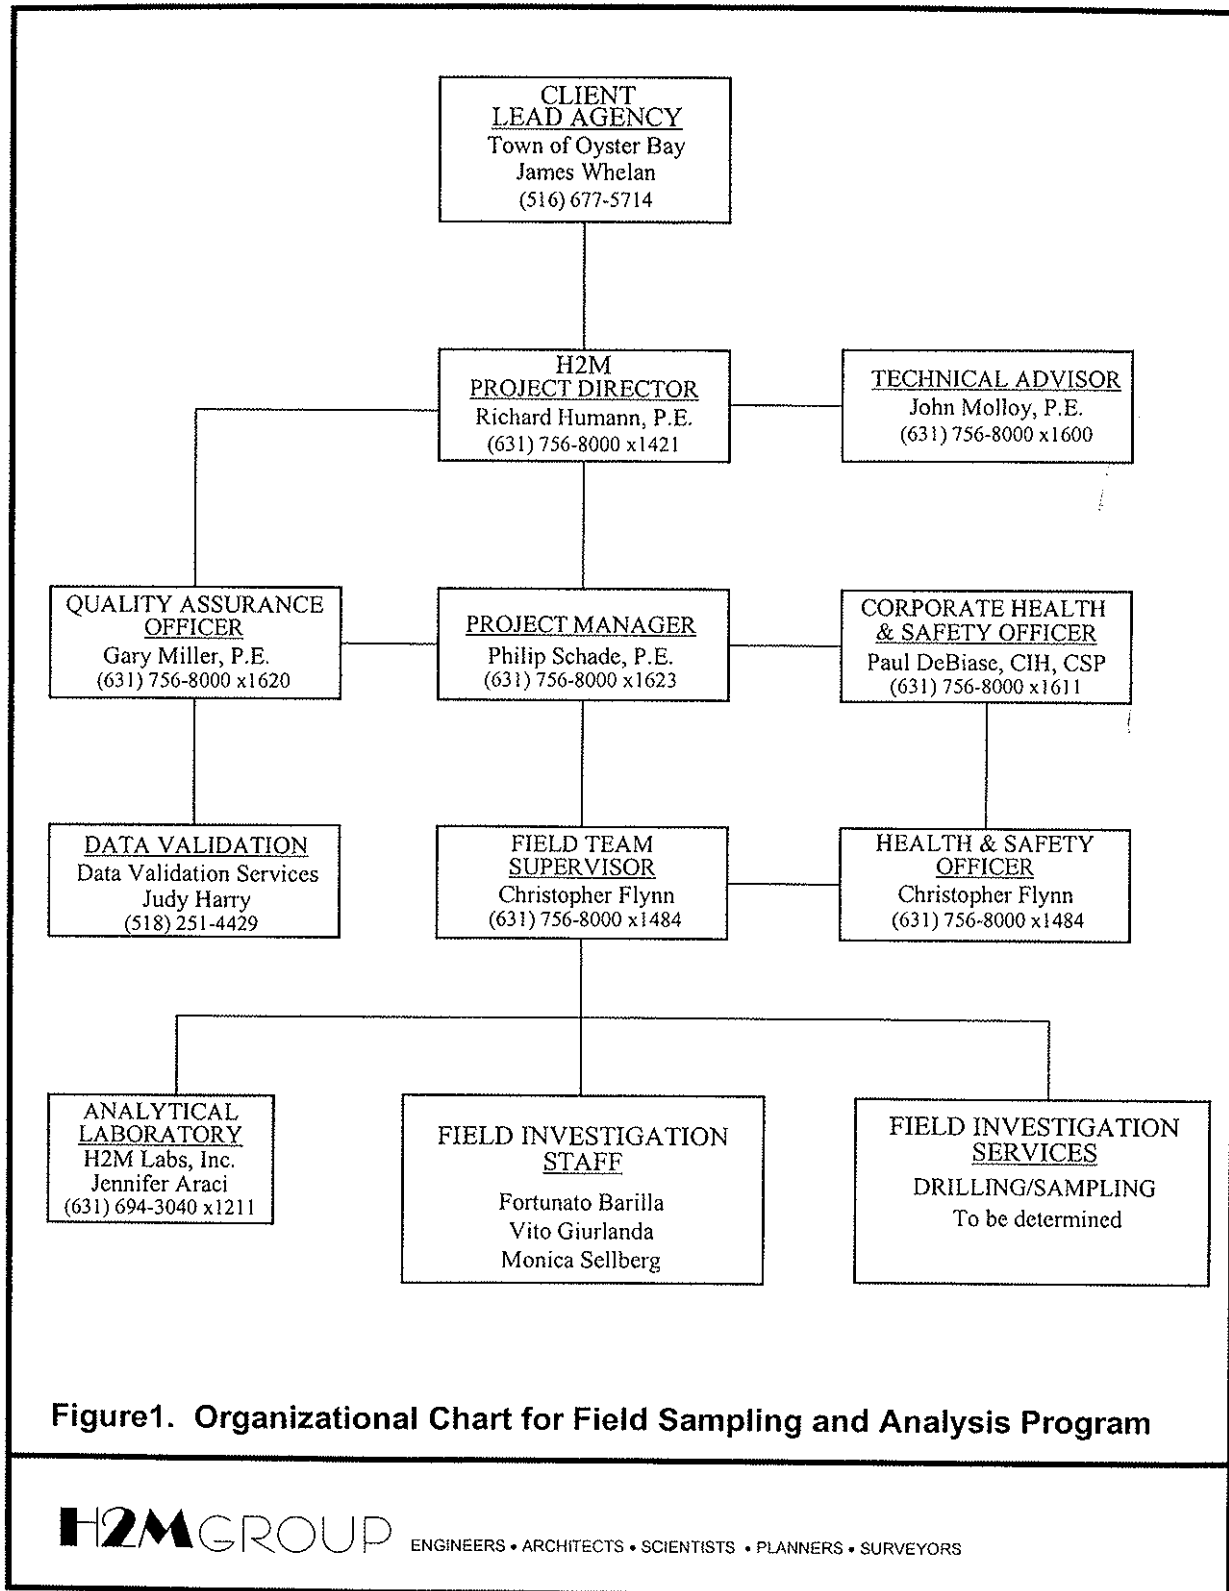 CLIENT
LEAD AGENCY
Town of Oyster Bay
James Whelan
(516) 677-5714
H2M
PROJECT DIRECTOR
Richard Humann, P.E.
(631) 756-8000 x1421
TECHNICAL ADVISOR
John Molloy, P.E.
(631) 756-8000 x1600
QUALITY ASSURANCE
OFFICER
Gary Miller, P.E.
(631) 756-8000 x1620
PROJECT MANAGER
Philip Schade, P.E.
(631) 756-8000 x1623
CORPORATE HEALTH
& SAFETY OFFICER
Paul DeBiase, CIH, CSP
(631) 756-8000 x1611
DATA VALIDATION
Data Validation Services
Judy Harry
(518) 251-4429
FIELD TEAM
SUPERVISOR
Christopher Flynn
(631) 756-8000 x1484
HEALTH & SAFETY
OFFICER
Christopher Flynn
(631) 756-8000 x1484
ANALYTICAL
LABORATORY
H2M Labs, Inc.
Jennifer Araci
(631) 694-3040 x1211
FIELD INVESTIGATION
STAFF
Fortunato Barilla
Vito Giurlanda
Monica Sellberg
FIELD INVESTIGATION
SERVICES
DRILLING/SAMPLING
To be determined
Figure1. Organizational Chart for Field Sampling and Analysis Program
H2MGROUP ENGINEERS • ARCHITECTS • SCIENTISTS • PLANNERS • SURVEYORS